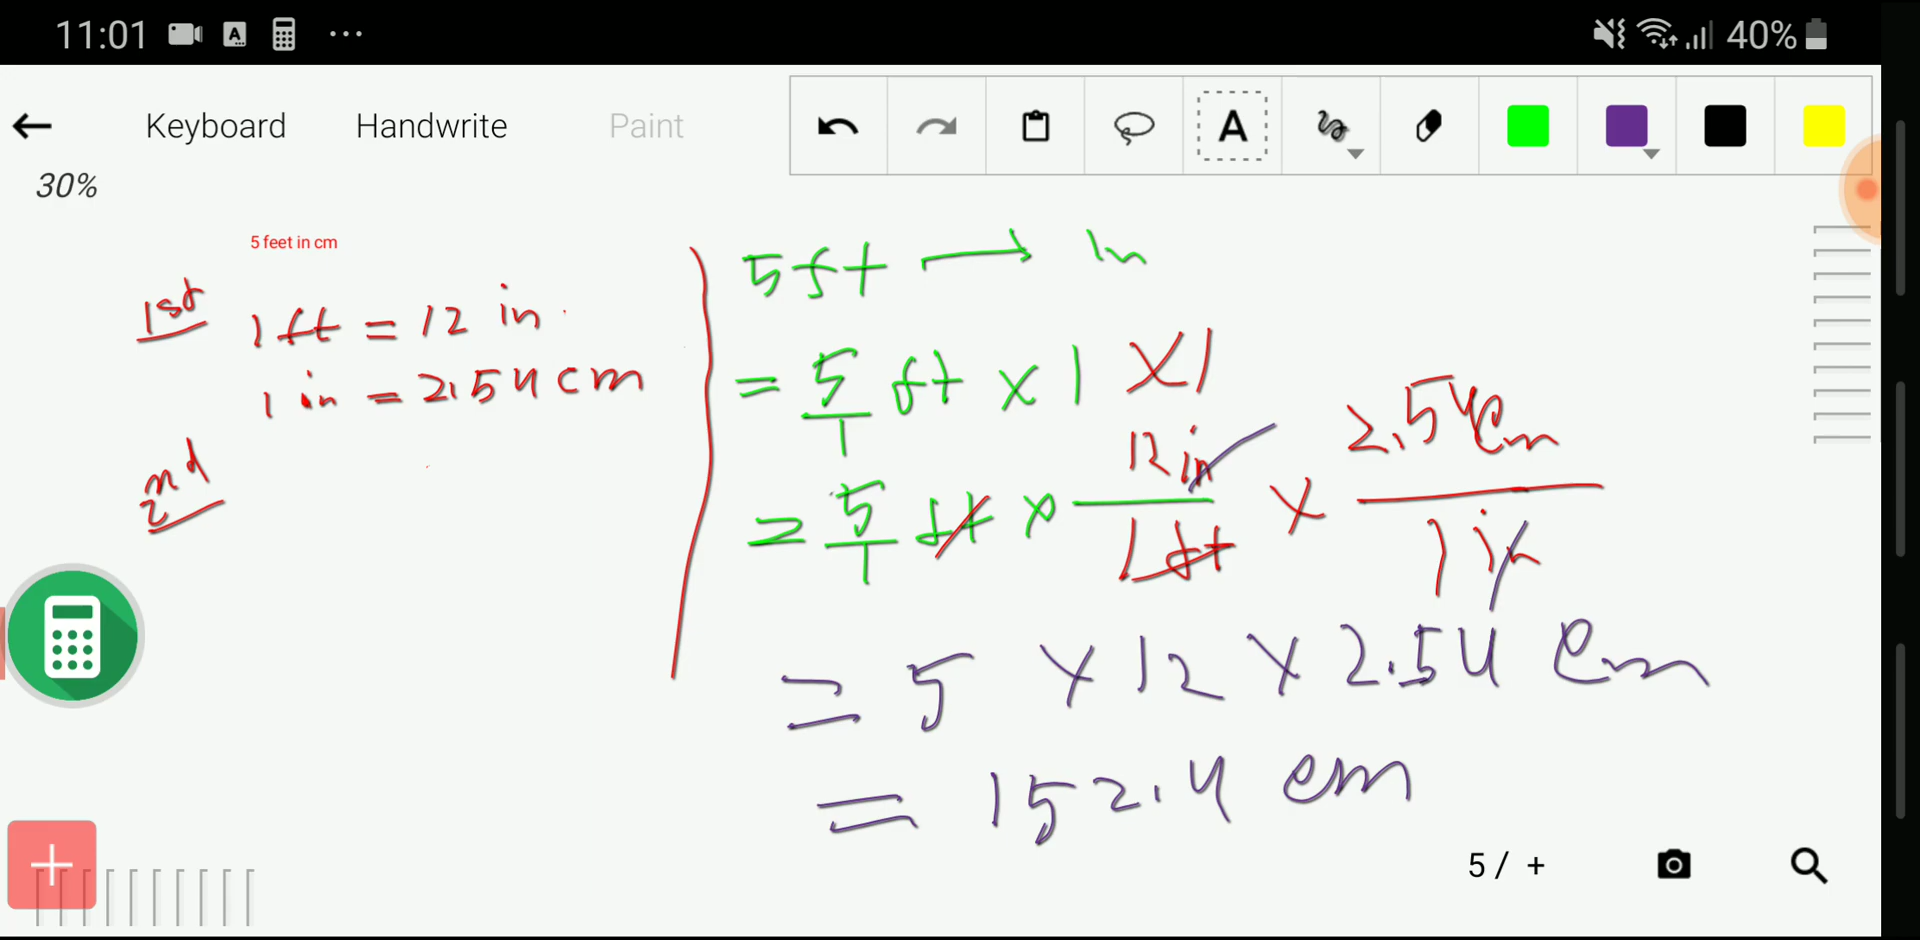 11:01 ... 40%
Keyboard Handwrite Paint A
30%
5 feet in cm
1st 1 ft = 12 in.
1 in = 2.54 cm
2nd
5 ft → in
= 5/1 ft × 1 × 1
= 5/1 ft × 12 in/1 ft × 2.54 cm/1 in
= 5 × 12 × 2.54 cm
= 152.4 cm
5 / +